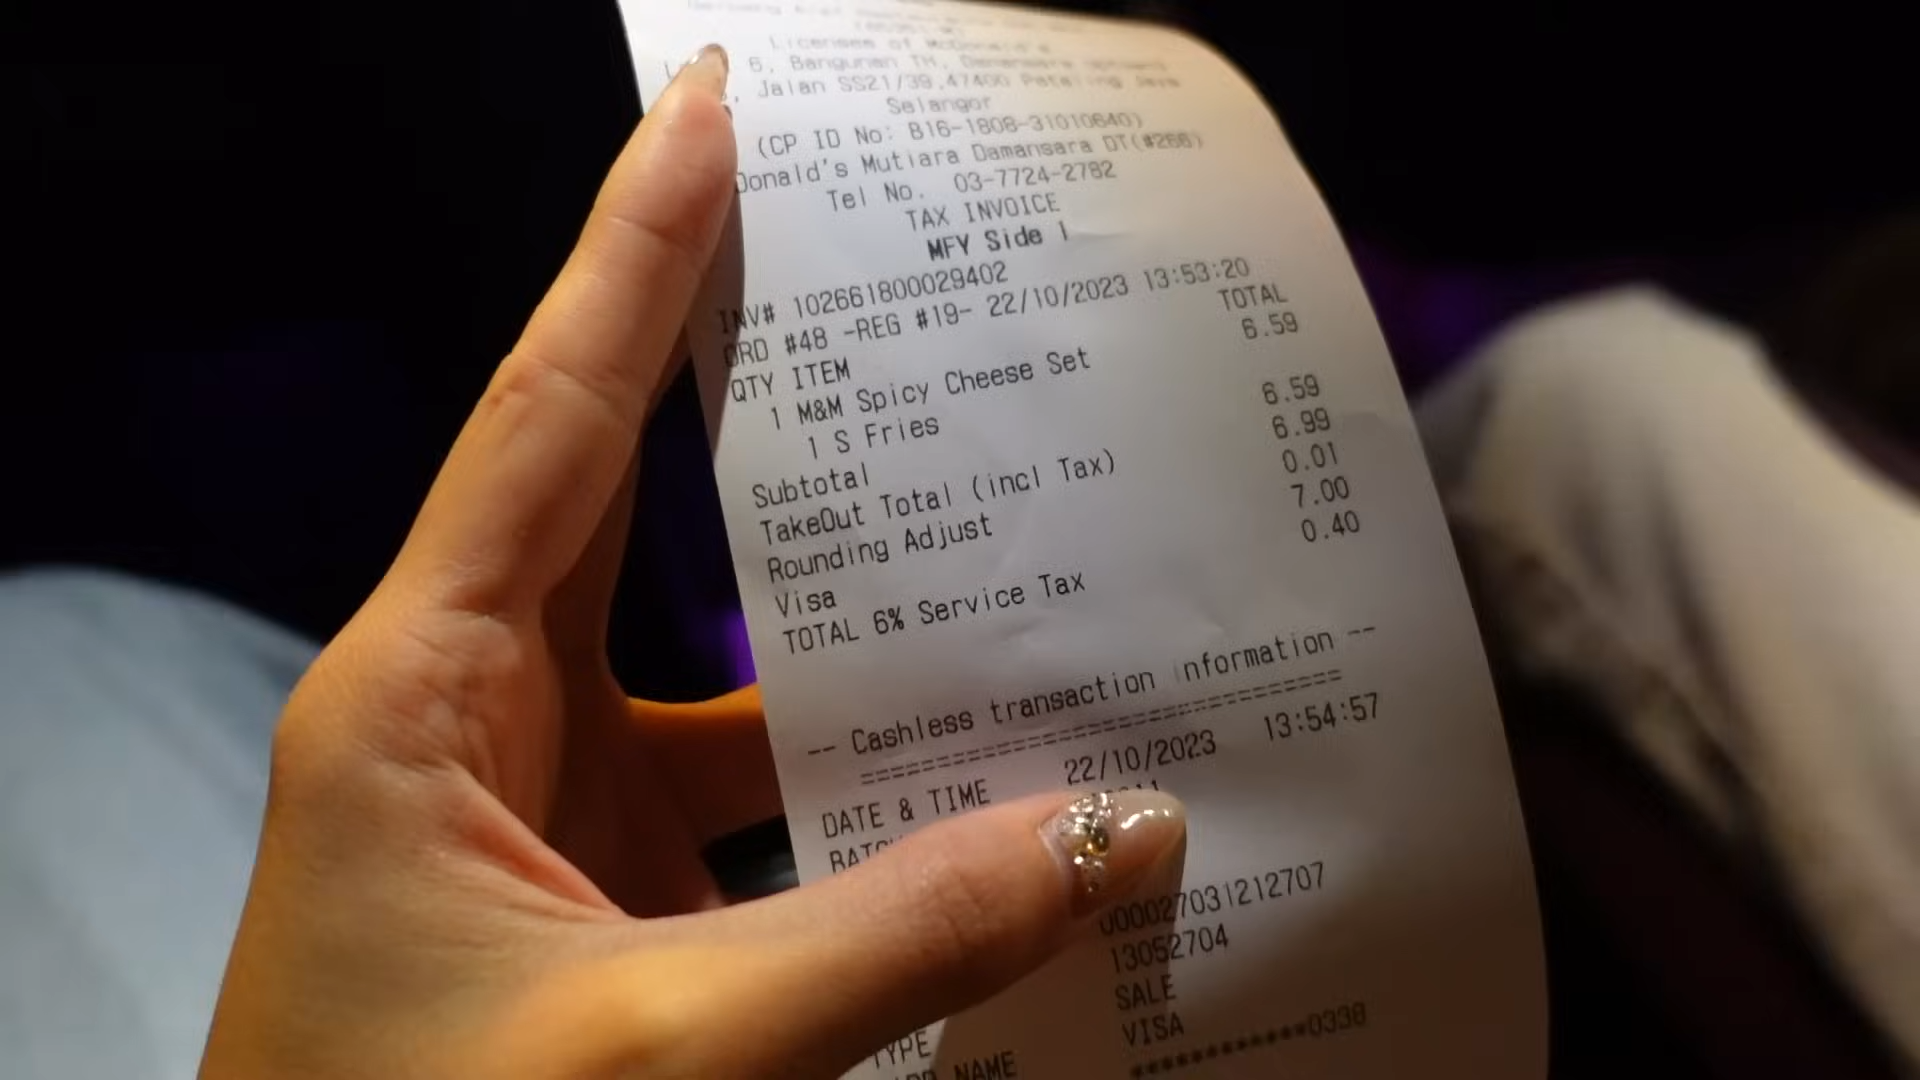 Licensee of McDonald's
6, Bangunan TH, Damansara Uptown
, Jalan SS21/39,47400 Petaling Jaya
Selangor
(CP ID No: B16-1808-31010640)
Donald's Mutiara Damansara DT(#266)
Tel No. 03-7724-2782
TAX INVOICE
MFY Side 1
INV# 102661800029402
ORD #48 -REG #19- 22/10/2023 13:53:20
QTY ITEM TOTAL
1 M&M Spicy Cheese Set 6.59
1 S Fries
Subtotal 6.59
TakeOut Total (incl Tax) 6.99
Rounding Adjust 0.01
Visa 7.00
TOTAL 6% Service Tax 0.40
-- Cashless transaction information --
==============================
DATE & TIME 22/10/2023 13:54:57
000027031212707
13052704
SALE
TYPE VISA
NAME ************0338